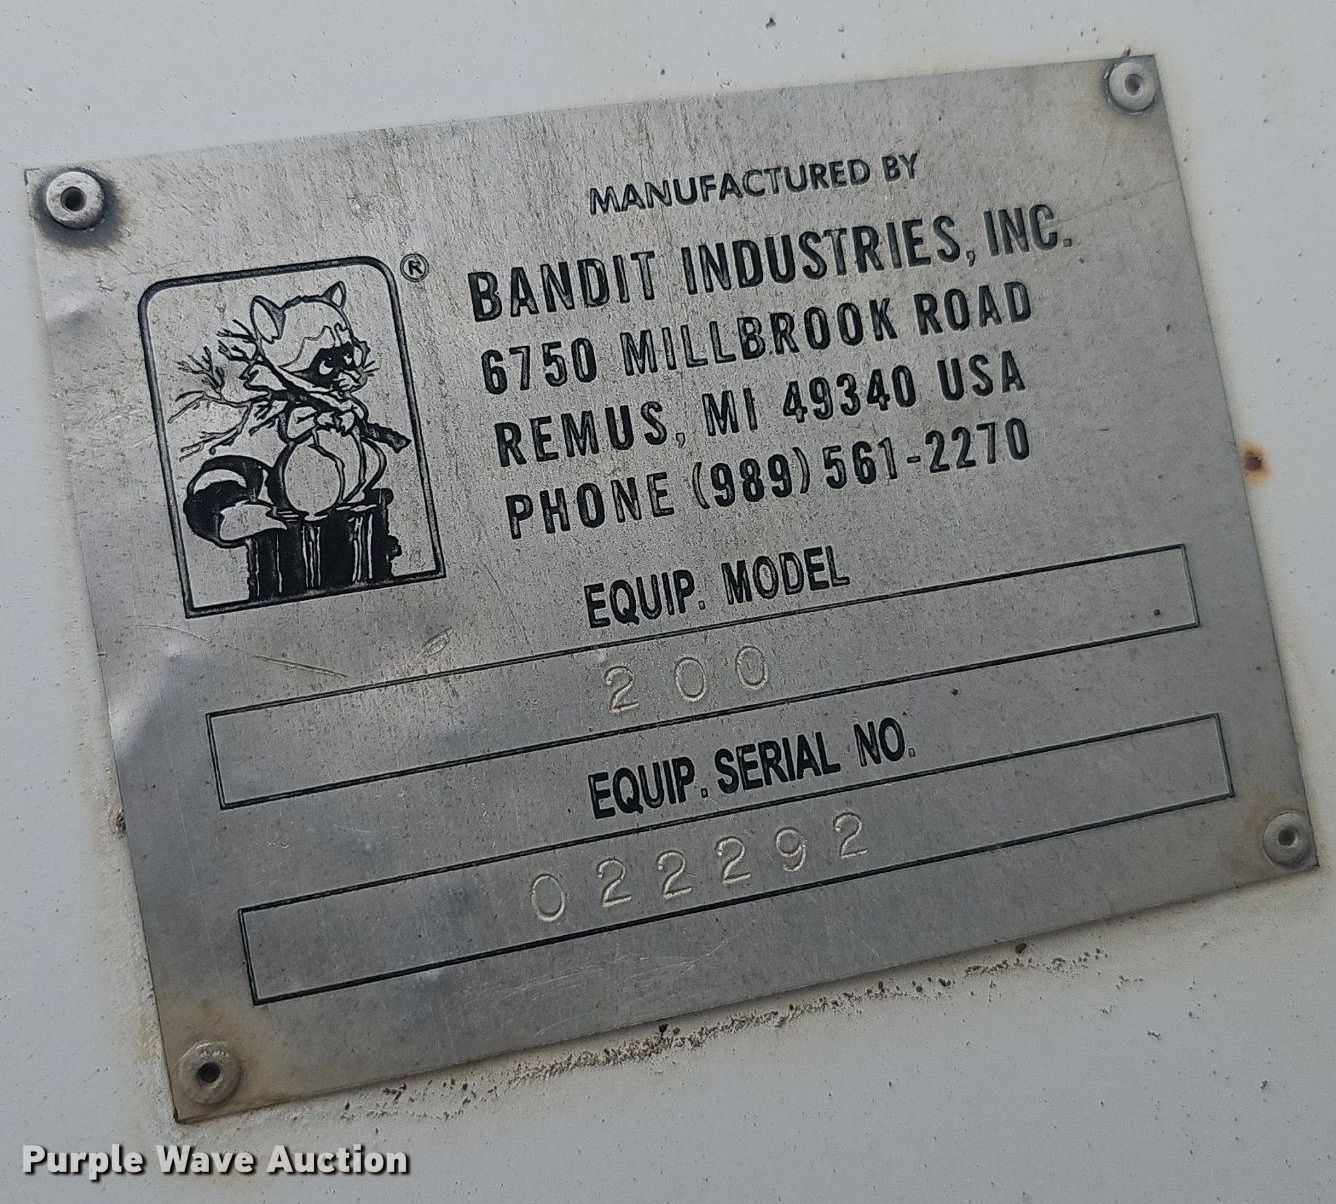 MANUFACTURED BY
®
BANDIT INDUSTRIES, INC.
6750 MILLBROOK ROAD
REMUS, MI 49340 USA
PHONE (989) 561-2270
EQUIP. MODEL
200
EQUIP. SERIAL NO.
022292
Purple Wave Auction